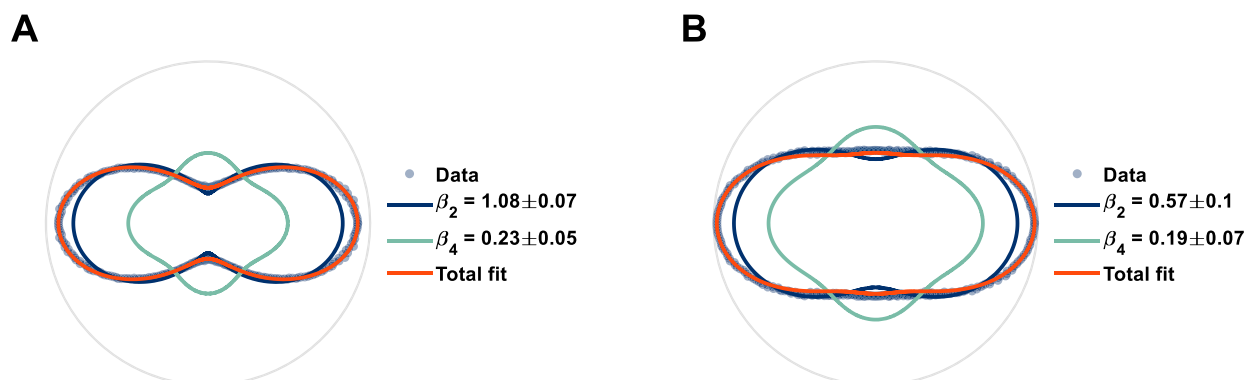 A
B
Data
β2 = 1.08±0.07
β4 = 0.23±0.05
Total fit
Data
β2 = 0.57±0.1
β4 = 0.19±0.07
Total fit